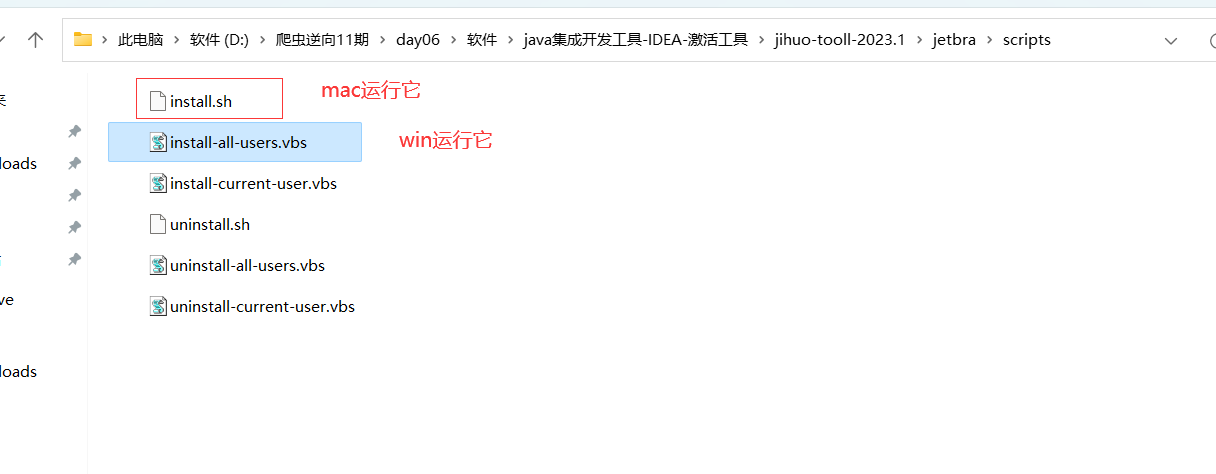 此电脑 > 软件 (D:) > 爬虫逆向11期 > day06 > 软件 > java集成开发工具-IDEA-激活工具 > jihuo-tooll-2023.1 > jetbra > scripts
install.sh mac运行它
install-all-users.vbs win运行它
loads
install-current-user.vbs
uninstall.sh
uninstall-all-users.vbs
ve
uninstall-current-user.vbs
loads